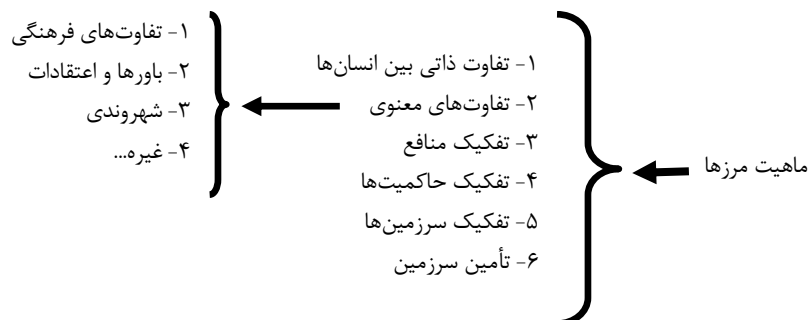 ماهیت مرزها
۱- تفاوت ذاتی بین انسان‌ها
۲- تفاوت‌های معنوی
۳- تفکیک منافع
۴- تفکیک حاکمیت‌ها
۵- تفکیک سرزمین‌ها
۶- تأمین سرزمین
۱- تفاوت‌های فرهنگی
۲- باورها و اعتقادات
۳- شهروندی
۴- غیره...